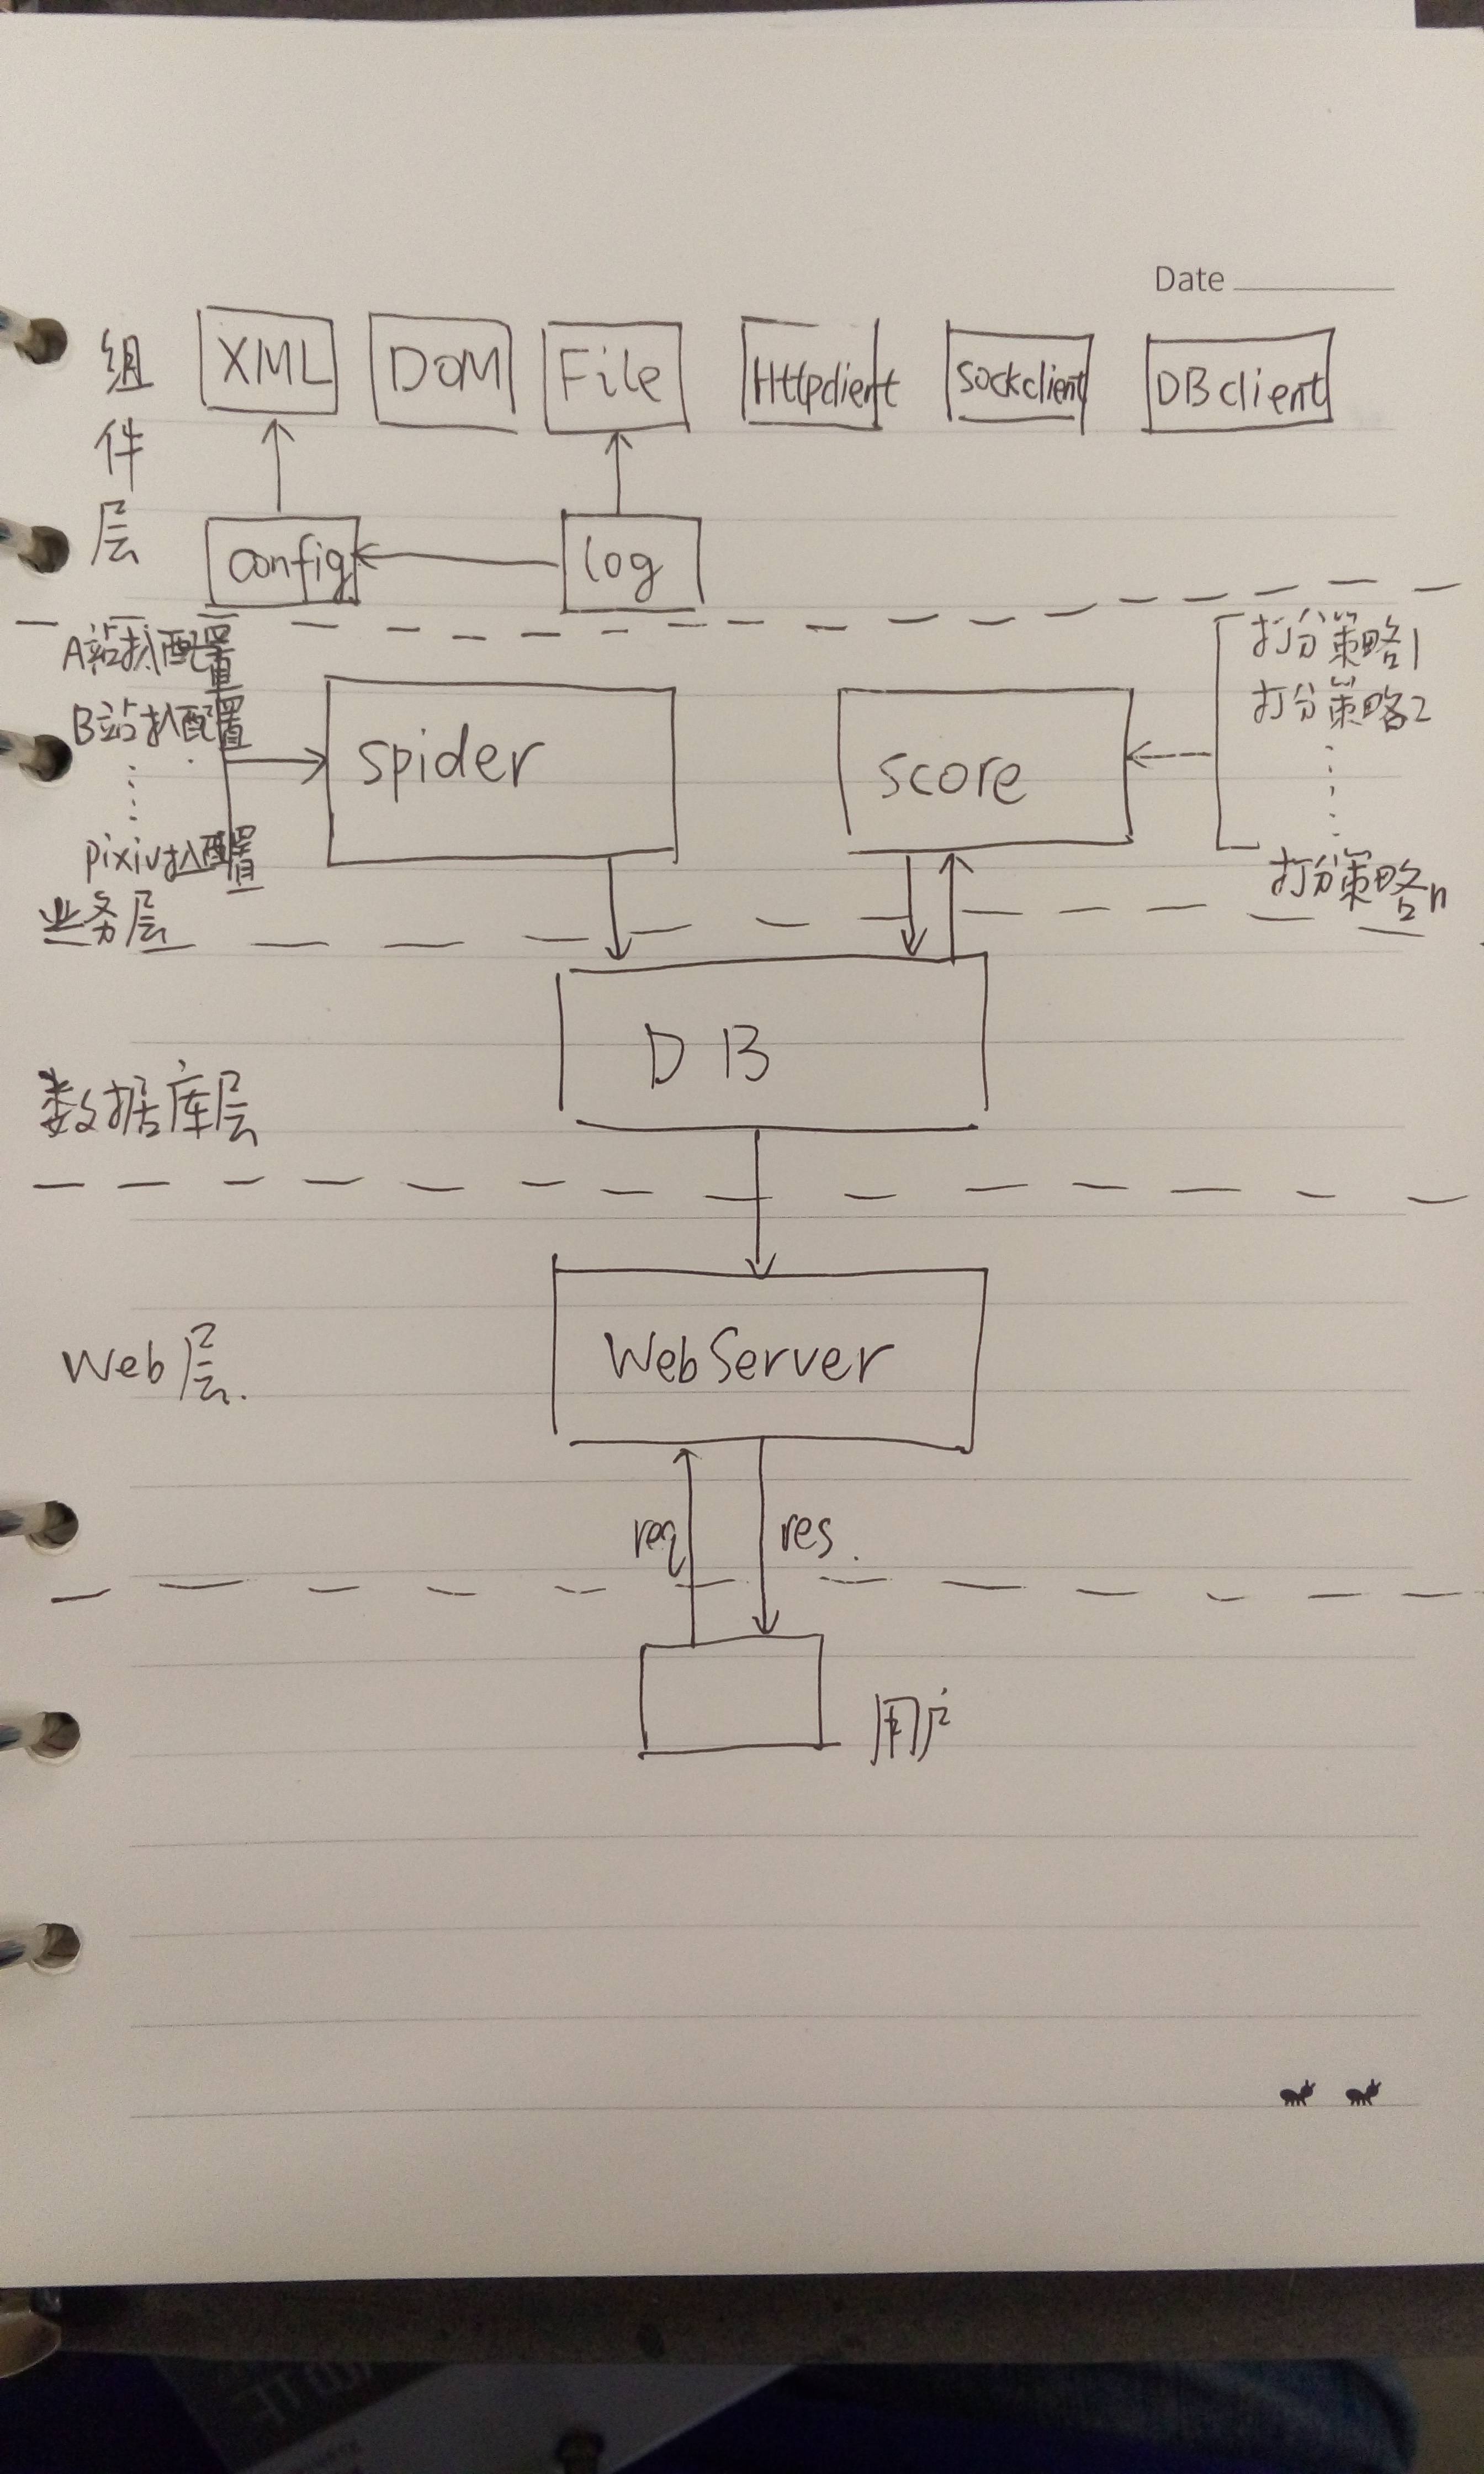 Date
组件层
XML
DOM
File
Httpclient
sockclient
DBclient
config
log
A站扒配置
B站扒配置
pixiv扒配置
spider
score
打分策略1
打分策略2
打分策略n
业务层
DB
数据库层
WebServer
Web层.
req
res.
用户